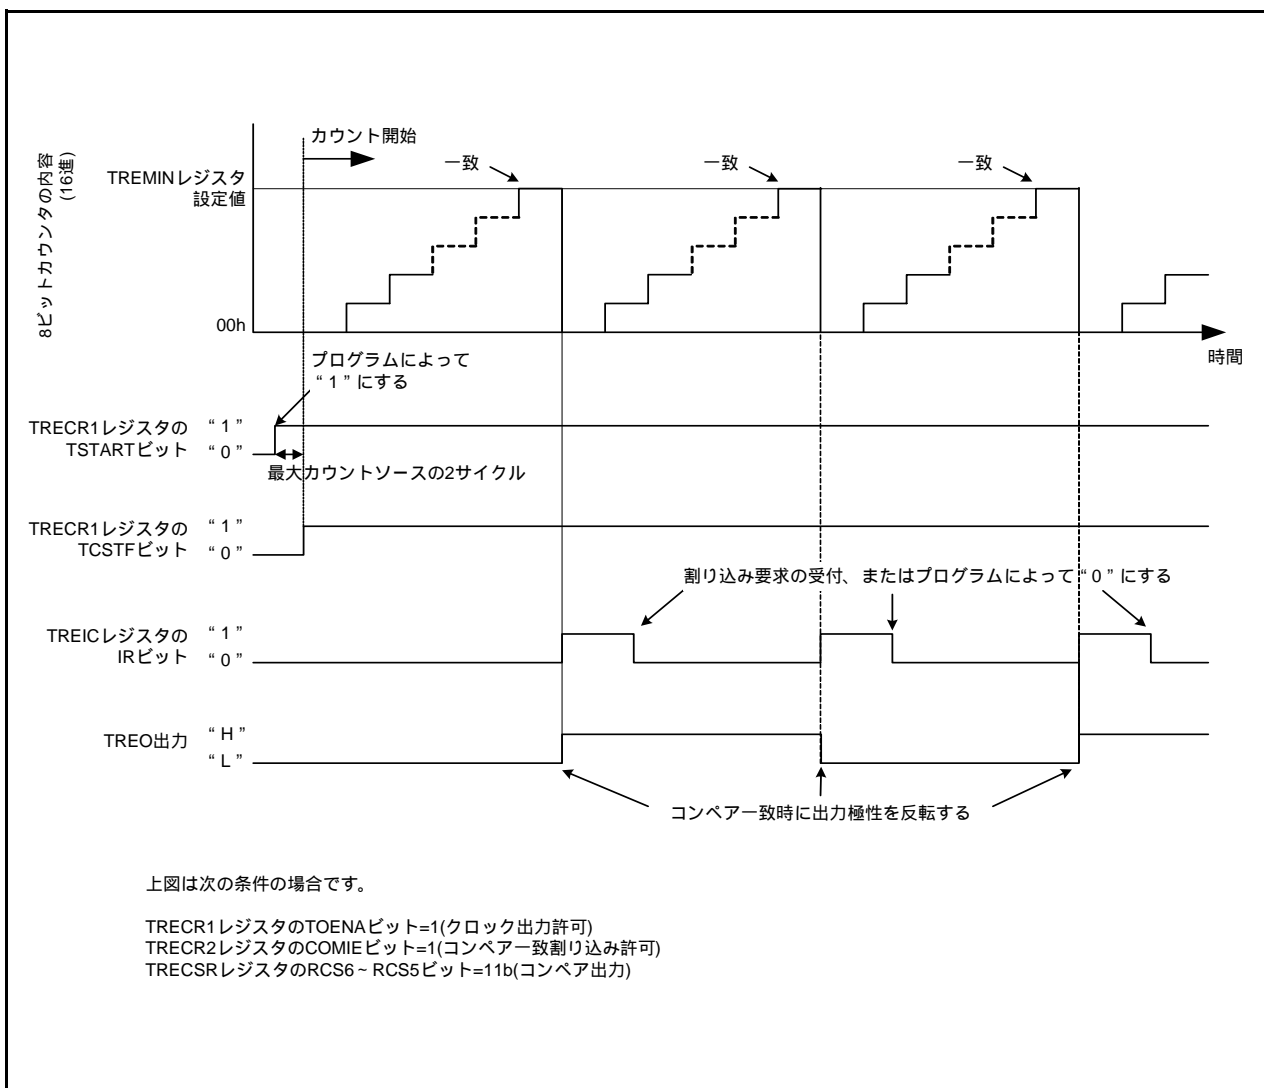 カウント開始
8ビットカウンタの内容
(16進)
一致
一致
一致
TREMINレジスタ
設定値
00h
時間
プログラムによって
“1”にする
TRECR1レジスタの
TSTARTビット
“1”
“0”
最大カウントソースの2サイクル
TRECR1レジスタの
TCSTFビット
“1”
“0”
割り込み要求の受付、またはプログラムによって“0”にする
TREICレジスタの
IRビット
“1”
“0”
TREO出力
“H”
“L”
コンペア一致時に出力極性を反転する
上図は次の条件の場合です。
TRECR1レジスタのTOENAビット=1(クロック出力許可)
TRECR2レジスタのCOMIEビット=1(コンペア一致割り込み許可)
TRECSRレジスタのRCS6~RCS5ビット=11b(コンペア出力)